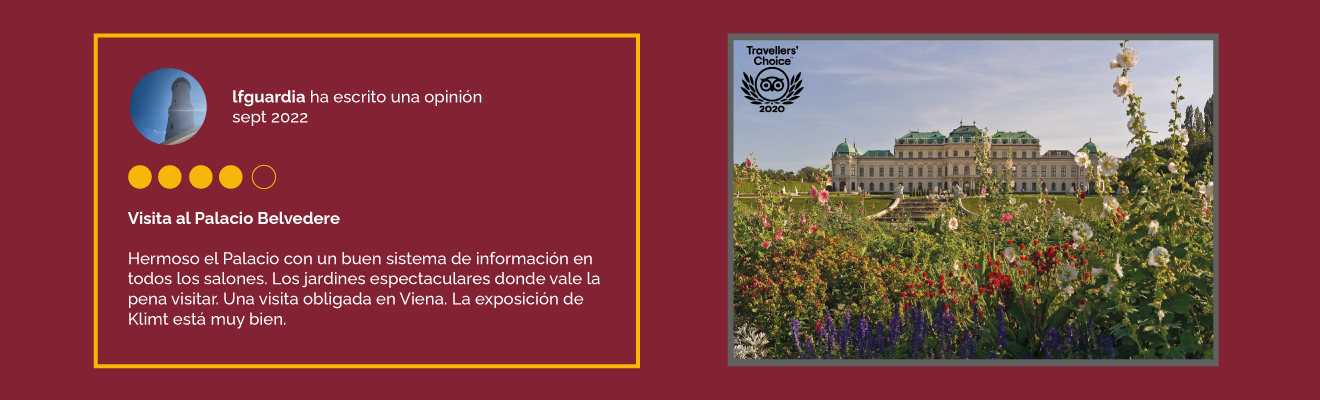 lfguardia ha escrito una opinión
sept 2022
Visita al Palacio Belvedere
Hermoso el Palacio con un buen sistema de información en
todos los salones. Los jardines espectaculares donde vale la
pena visitar. Una visita obligada en Viena. La exposición de
Klimt está muy bien.
Travellers'
Choice™
2020